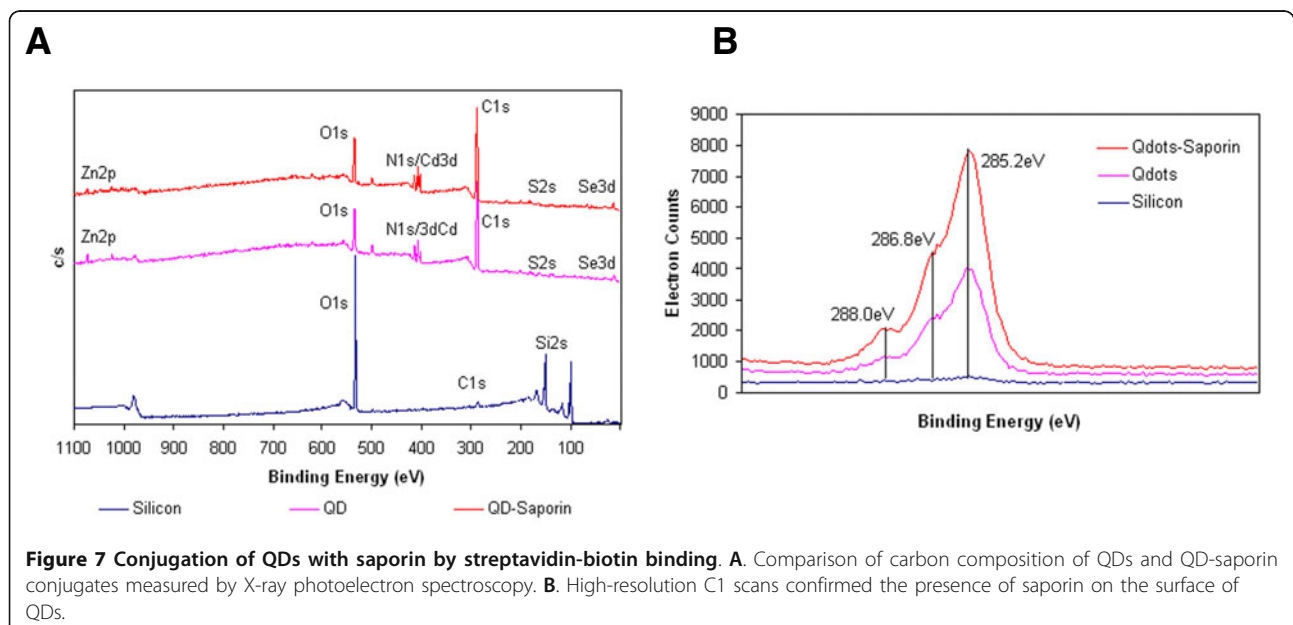 A
B
C1s
O1s
N1s/Cd3d
Zn2p
S2s
Se3d
O1s
N1s/3dCd
C1s
Zn2p
S2s
Se3d
O1s
Si2s
C1s
c/s
1100 1000 900 800 700 600 500 400 300 200 100
Binding Energy (eV)
Silicon
QD
QD-Saporin
9000
8000
7000
6000
5000
4000
3000
2000
1000
0
Electron Counts
Qdots-Saporin
Qdots
Silicon
285.2eV
286.8eV
288.0eV
Binding Energy (eV)
Figure 7 Conjugation of QDs with saporin by streptavidin-biotin binding. A. Comparison of carbon composition of QDs and QD-saporin
conjugates measured by X-ray photoelectron spectroscopy. B. High-resolution C1 scans confirmed the presence of saporin on the surface of
QDs.